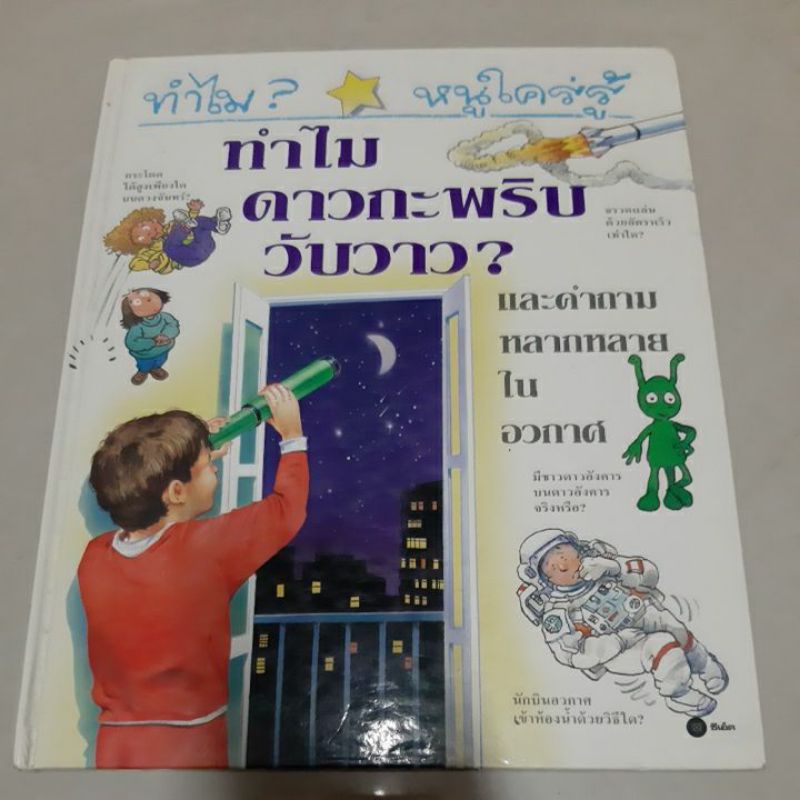 ทำไม? หนูใคร่รู้
ทำไม
ดาวกะพริบ
วับวาว?
กระโดด
ได้สูงเพียงใด
บนดวงจันทร์?
จรวดแล่น
ด้วยอัตราเร็ว
เท่าใด?
และคำถาม
หลากหลาย
ใน
อวกาศ
มีชาวดาวอังคาร
บนดาวอังคาร
จริงหรือ?
นักบินอวกาศ
เข้าห้องน้ำด้วยวิธีใด?
ซีเอ็ด